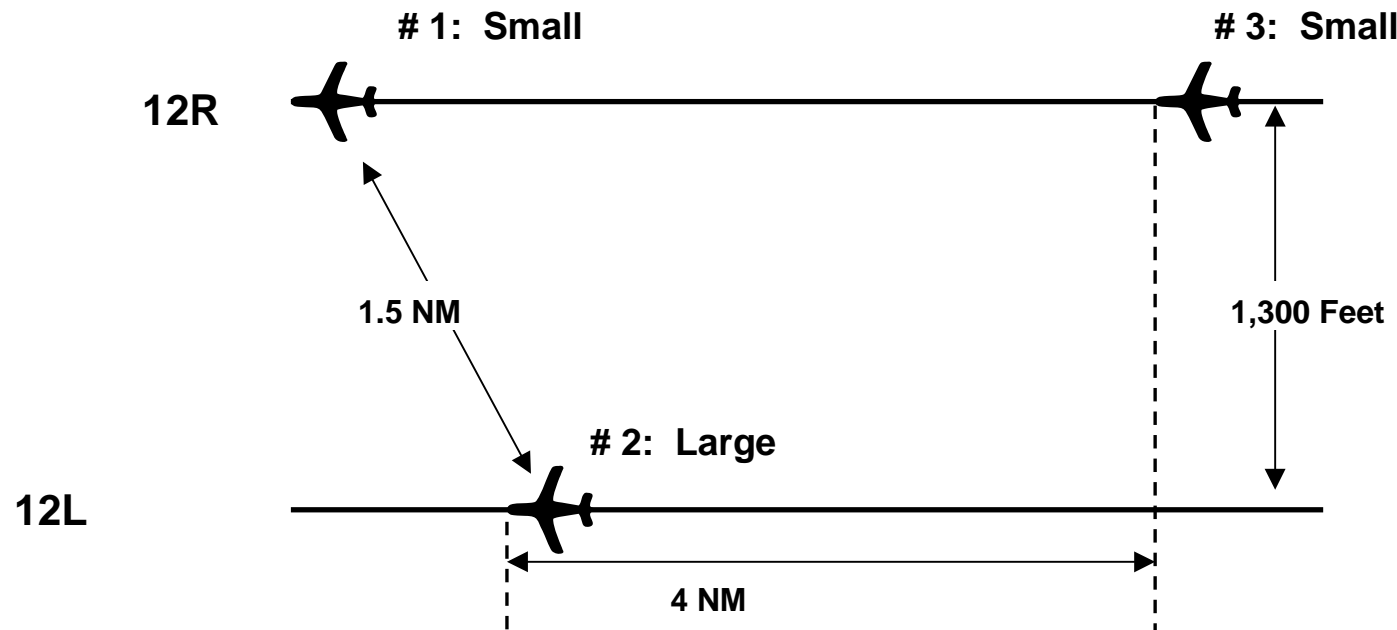 # 1:  Small
# 3:  Small
12R
1.5 NM
1,300 Feet
# 2:  Large
12L
4 NM